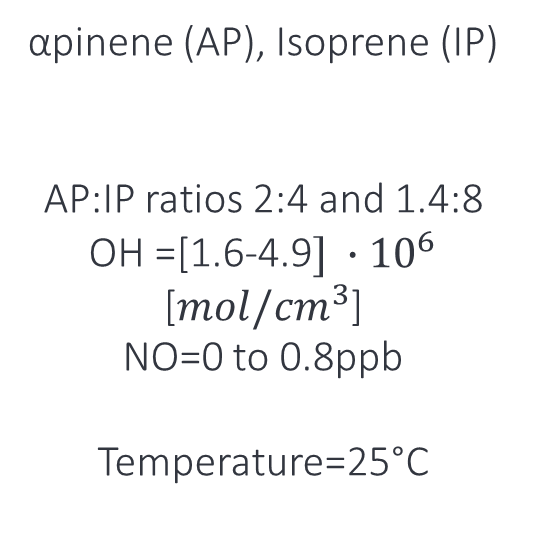 αpinene (AP), Isoprene (IP)
AP:IP ratios 2:4 and 1.4:8
OH =[1.6-4.9] · 10⁶
[mol/cm³]
NO=0 to 0.8ppb
Temperature=25°C